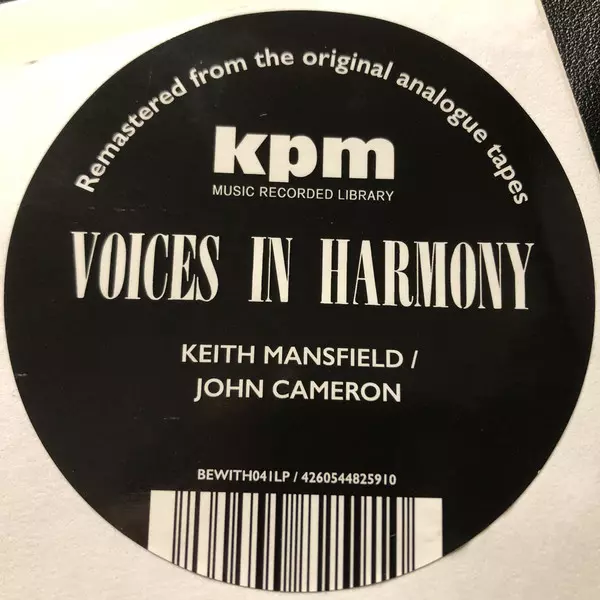 Remastered from the original analogue tapes
kpm
MUSIC RECORDED LIBRARY
VOICES IN HARMONY
KEITH MANSFIELD /
JOHN CAMERON
BEWITH041LP / 4260544825910